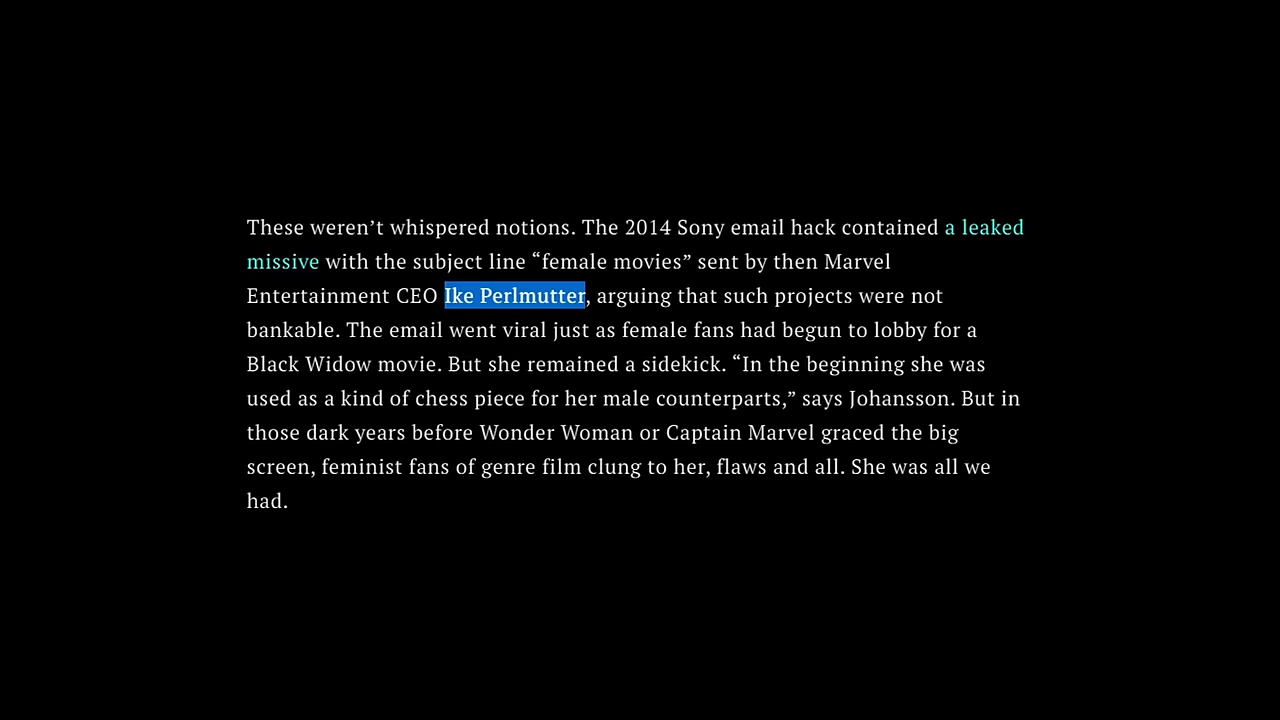 These weren’t whispered notions. The 2014 Sony email hack contained a leaked
missive with the subject line “female movies” sent by then Marvel
Entertainment CEO Ike Perlmutter, arguing that such projects were not
bankable. The email went viral just as female fans had begun to lobby for a
Black Widow movie. But she remained a sidekick. “In the beginning she was
used as a kind of chess piece for her male counterparts,” says Johansson. But in
those dark years before Wonder Woman or Captain Marvel graced the big
screen, feminist fans of genre film clung to her, flaws and all. She was all we
had.